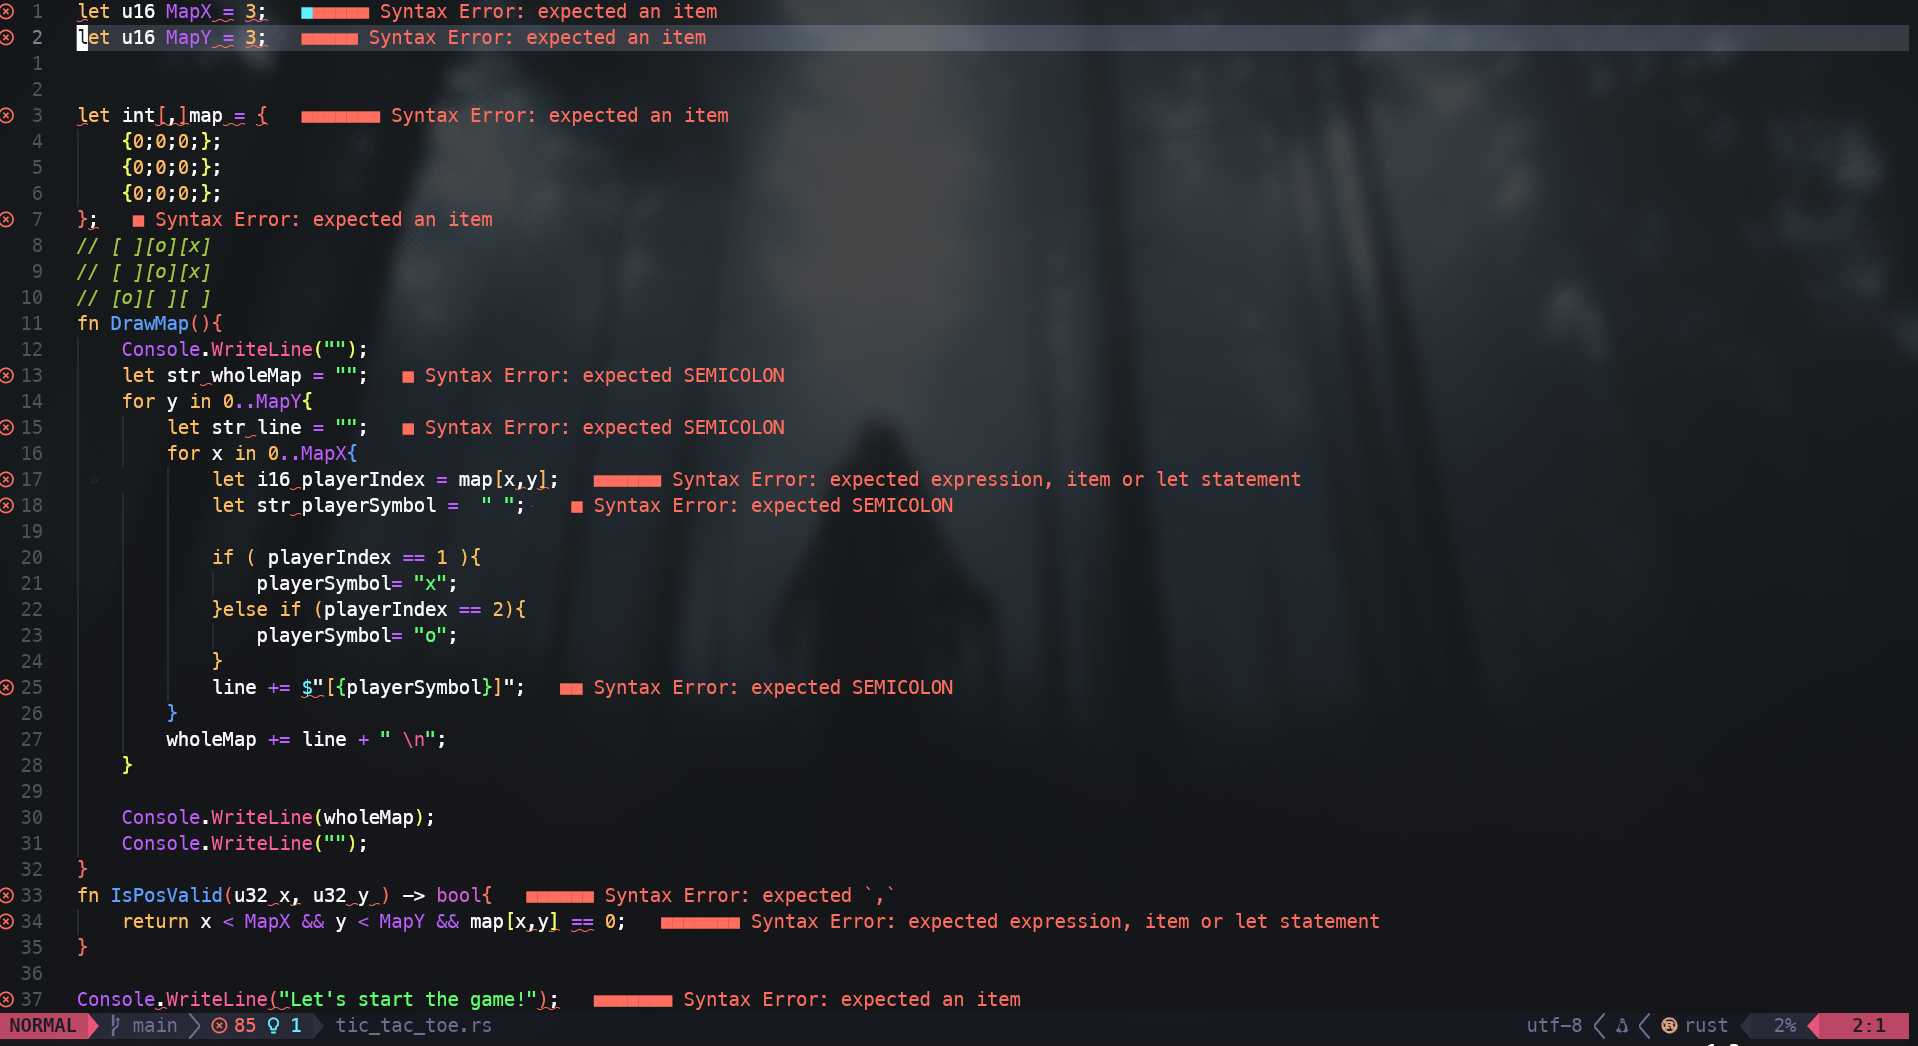 1 let u16 MapX = 3; ■■■■■■ Syntax Error: expected an item
2 let u16 MapY = 3; ■■■■■ Syntax Error: expected an item
1
2
3 let int[,]map = { ■■■■■■■ Syntax Error: expected an item
4 {0;0;0;};
5 {0;0;0;};
6 {0;0;0;};
7 }; ■ Syntax Error: expected an item
8 // [ ][o][x]
9 // [ ][o][x]
10 // [o][ ][ ]
11 fn DrawMap(){
12 Console.WriteLine("");
13 let str wholeMap = ""; ■ Syntax Error: expected SEMICOLON
14 for y in 0..MapY{
15 let str line = ""; ■ Syntax Error: expected SEMICOLON
16 for x in 0..MapX{
17 » let i16 playerIndex = map[x,y]; ■■■■■■ Syntax Error: expected expression, item or let statement
18 let str playerSymbol =  " "; ■ Syntax Error: expected SEMICOLON
19
20 if ( playerIndex == 1 ){
21 playerSymbol= "x";
22 }else if (playerIndex == 2){
23 playerSymbol= "o";
24 }
25 line += $"[{playerSymbol}]"; ■■ Syntax Error: expected SEMICOLON
26 }
27 wholeMap += line + " \n";
28 }
29
30 Console.WriteLine(wholeMap);
31 Console.WriteLine("");
32 }
33 fn IsPosValid(u32 x, u32 y ) -> bool{ ■■■■■■ Syntax Error: expected `,`
34 return x < MapX && y < MapY && map[x,y] == 0; ■■■■■■■ Syntax Error: expected expression, item or let statement
35 }
36
37 Console.WriteLine("Let's start the game!"); ■■■■■■■ Syntax Error: expected an item
NORMAL main 85 1 tic_tac_toe.rs utf-8 rust 2% 2:1